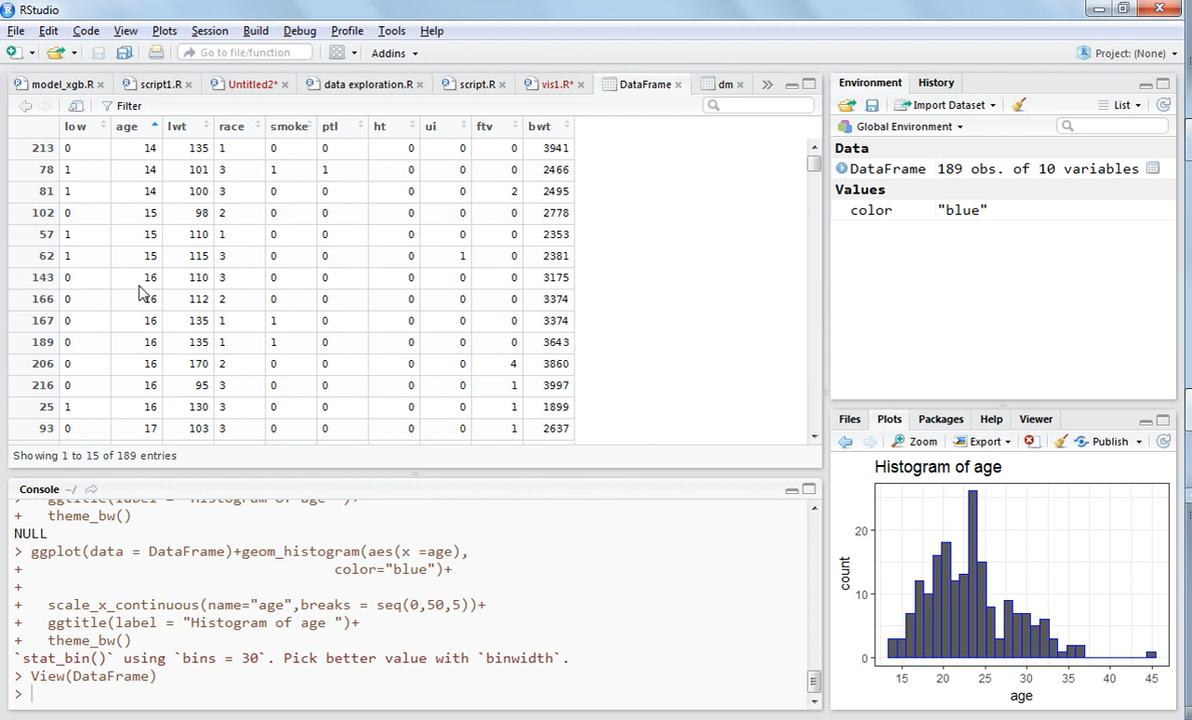 RStudio
File Edit Code View Plots Session Build Debug Profile Tools Help
Go to file/function Addins Project: (None)
model_xgb.R script1.R Untitled2* data exploration.R script.R vis1.R* DataFrame dm
Filter
low age lwt race smoke ptl ht ui ftv bwt
213 0 14 135 1 0 0 0 0 0 3941
78 1 14 101 3 1 1 0 0 0 2466
81 1 14 100 3 0 0 0 0 2 2495
102 0 15 98 2 0 0 0 0 0 2778
57 1 15 110 1 0 0 0 0 0 2353
62 1 15 115 3 0 0 0 1 0 2381
143 0 16 110 3 0 0 0 0 0 3175
166 0 16 112 2 0 0 0 0 0 3374
167 0 16 135 1 1 0 0 0 0 3374
189 0 16 135 1 1 0 0 0 0 3643
206 0 16 170 2 0 0 0 0 4 3860
216 0 16 95 3 0 0 0 0 1 3997
25 1 16 130 3 0 0 0 0 1 1899
93 0 17 103 3 0 0 0 0 1 2637
Showing 1 to 15 of 189 entries
Console ~/
+ ggtitle(label = "Histogram of age ")+
+ theme_bw()
NULL
> ggplot(data = DataFrame)+geom_histogram(aes(x =age),
+ color="blue")+
+
+ scale_x_continuous(name="age",breaks = seq(0,50,5))+
+ ggtitle(label = "Histogram of age ")+
+ theme_bw()
`stat_bin()` using `bins = 30`. Pick better value with `binwidth`.
> View(DataFrame)
>
Environment History
Import Dataset List
Global Environment
Data
DataFrame 189 obs. of 10 variables
Values
color "blue"
Files Plots Packages Help Viewer
Zoom Export Publish
Histogram of age
count
20
10
0
15 20 25 30 35 40 45
age